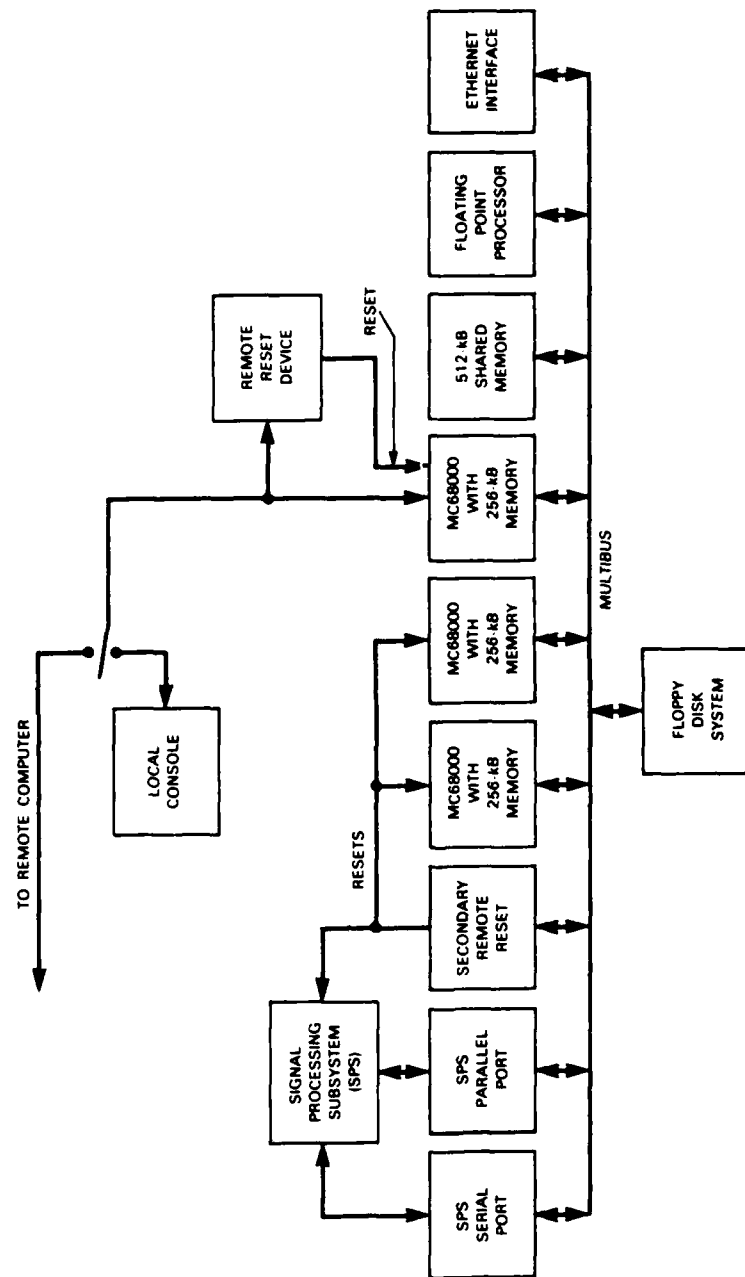 TO REMOTE COMPUTER
LOCAL
CONSOLE
REMOTE
RESET
DEVICE
RESET
SIGNAL
PROCESSING
SUBSYSTEM
(SPS)
RESETS
SPS
SERIAL
PORT
SPS
PARALLEL
PORT
SECONDARY
REMOTE
RESET
MC68000
WITH
256-kB
MEMORY
MC68000
WITH
256-kB
MEMORY
MC68000
WITH
256-kB
MEMORY
512-kB
SHARED
MEMORY
FLOATING
POINT
PROCESSOR
ETHERNET
INTERFACE
MULTIBUS
FLOPPY
DISK
SYSTEM